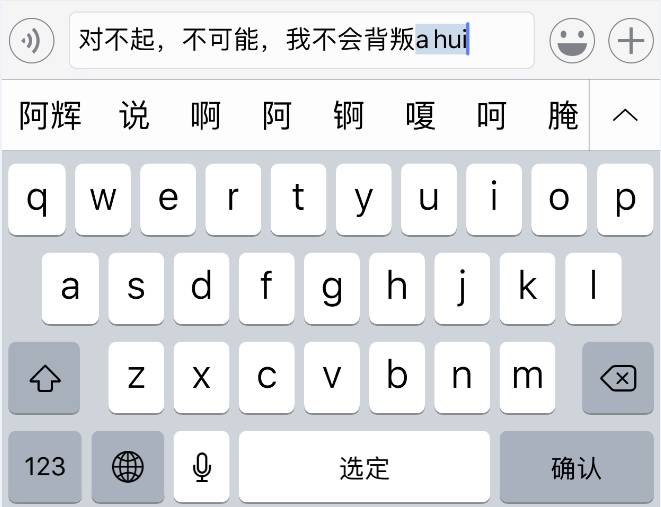 对不起，不可能，我不会背叛a hui
阿辉 说 啊 阿 锕 嘎 呵 腌
q w e r t y u i o p
a s d f g h j k l
z x c v b n m
123 选定 确认